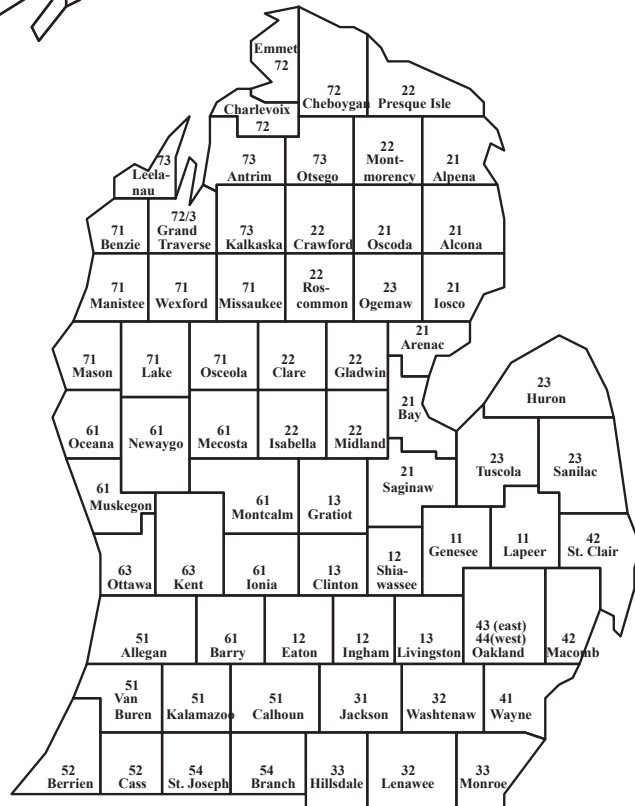 Emmet
72
72
Cheboygan
22
Presque Isle
Charlevoix
72
73
Leela-
nau
73
Antrim
73
Otsego
22
Mont-
morency
21
Alpena
71
Benzie
72/3
Grand
Traverse
73
Kalkaska
22
Crawford
21
Oscoda
21
Alcona
71
Manistee
71
Wexford
71
Missaukee
22
Ros-
common
23
Ogemaw
21
Iosco
21
Arenac
71
Mason
71
Lake
71
Osceola
22
Clare
22
Gladwin
23
Huron
61
Oceana
61
Newaygo
61
Mecosta
22
Isabella
22
Midland
21
Bay
23
Tuscola
23
Sanilac
61
Muskegon
61
Montcalm
13
Gratiot
21
Saginaw
63
Ottawa
63
Kent
61
Ionia
13
Clinton
12
Shia-
wassee
11
Genesee
11
Lapeer
42
St. Clair
51
Allegan
61
Barry
12
Eaton
12
Ingham
13
Livingston
43 (east)
44(west)
Oakland
42
Macomb
51
Van
Buren
51
Kalamazoo
51
Calhoun
31
Jackson
32
Washtenaw
41
Wayne
52
Berrien
52
Cass
54
St. Joseph
54
Branch
33
Hillsdale
32
Lenawee
33
Monroe